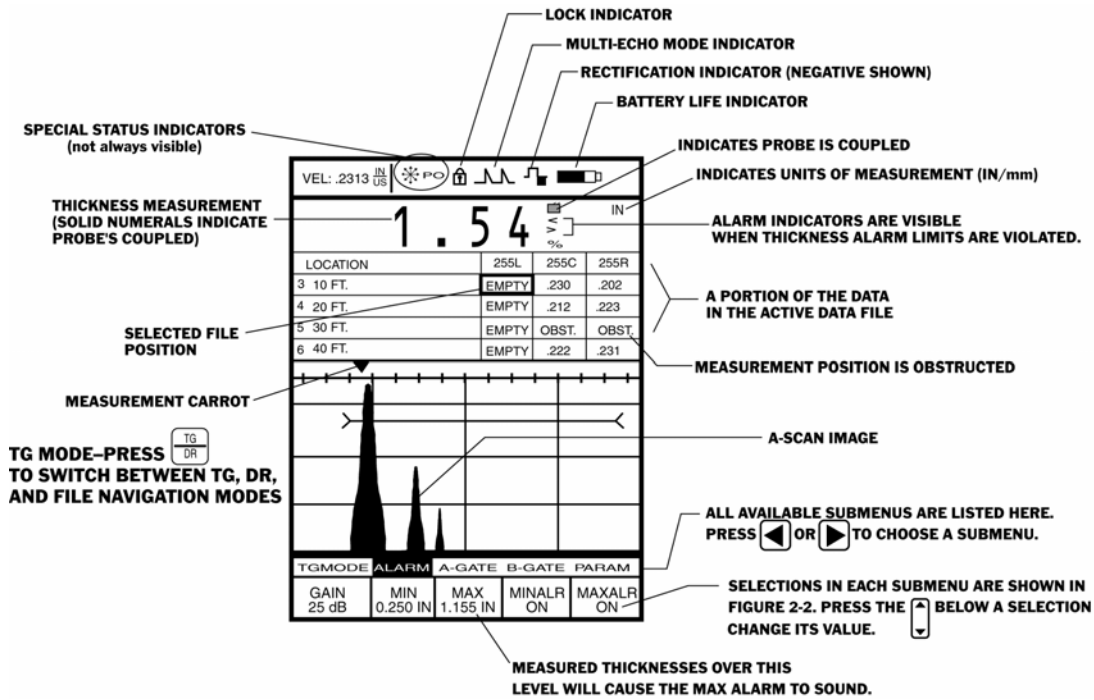 LOCK INDICATOR
MULTI-ECHO MODE INDICATOR
RECTIFICATION INDICATOR (NEGATIVE SHOWN)
BATTERY LIFE INDICATOR
SPECIAL STATUS INDICATORS
(not always visible)
INDICATES PROBE IS COUPLED
INDICATES UNITS OF MEASUREMENT (IN/mm)
VEL: .2313 IN/US PO
THICKNESS MEASUREMENT
(SOLID NUMERALS INDICATE
PROBE'S COUPLED)
1.54
IN
<
>
%
ALARM INDICATORS ARE VISIBLE
WHEN THICKNESS ALARM LIMITS ARE VIOLATED.
LOCATION 255L 255C 255R
3 10 FT. EMPTY .230 .202
4 20 FT. EMPTY .212 .223
5 30 FT. EMPTY OBST. OBST.
6 40 FT. EMPTY .222 .231
A PORTION OF THE DATA
IN THE ACTIVE DATA FILE
SELECTED FILE
POSITION
MEASUREMENT POSITION IS OBSTRUCTED
MEASUREMENT CARROT
A-SCAN IMAGE
TG MODE–PRESS TG/DR
TO SWITCH BETWEEN TG, DR,
AND FILE NAVIGATION MODES
ALL AVAILABLE SUBMENUS ARE LISTED HERE.
PRESS OR TO CHOOSE A SUBMENU.
TGMODE ALARM A-GATE B-GATE PARAM
GAIN MIN MAX MINALR MAXALR
25 dB 0.250 IN 1.155 IN ON ON
SELECTIONS IN EACH SUBMENU ARE SHOWN IN
FIGURE 2-2. PRESS THE BELOW A SELECTION
CHANGE ITS VALUE.
MEASURED THICKNESSES OVER THIS
LEVEL WILL CAUSE THE MAX ALARM TO SOUND.